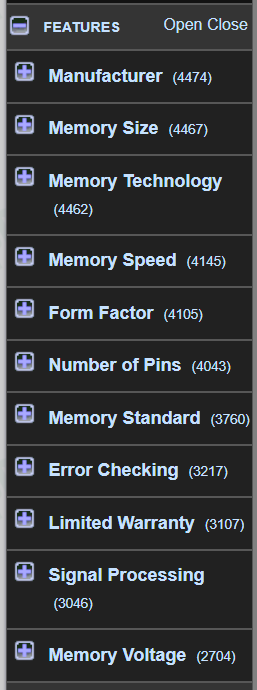 FEATURES Open Close
Manufacturer (4474)
Memory Size (4467)
Memory Technology
(4462)
Memory Speed (4145)
Form Factor (4105)
Number of Pins (4043)
Memory Standard (3760)
Error Checking (3217)
Limited Warranty (3107)
Signal Processing
(3046)
Memory Voltage (2704)